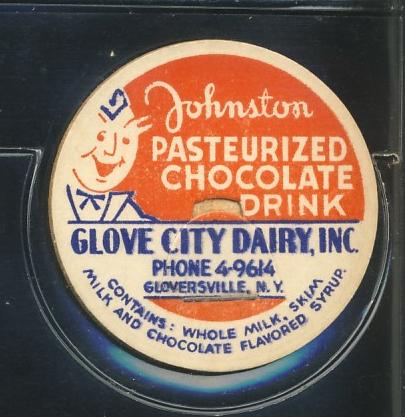 Johnston
PASTEURIZED
CHOCOLATE
DRINK
GLOVE CITY DAIRY, INC.
PHONE 4-9614
GLOVERSVILLE, N. Y.
CONTAINS: WHOLE MILK, SKIM
MILK AND CHOCOLATE FLAVORED SYRUP.